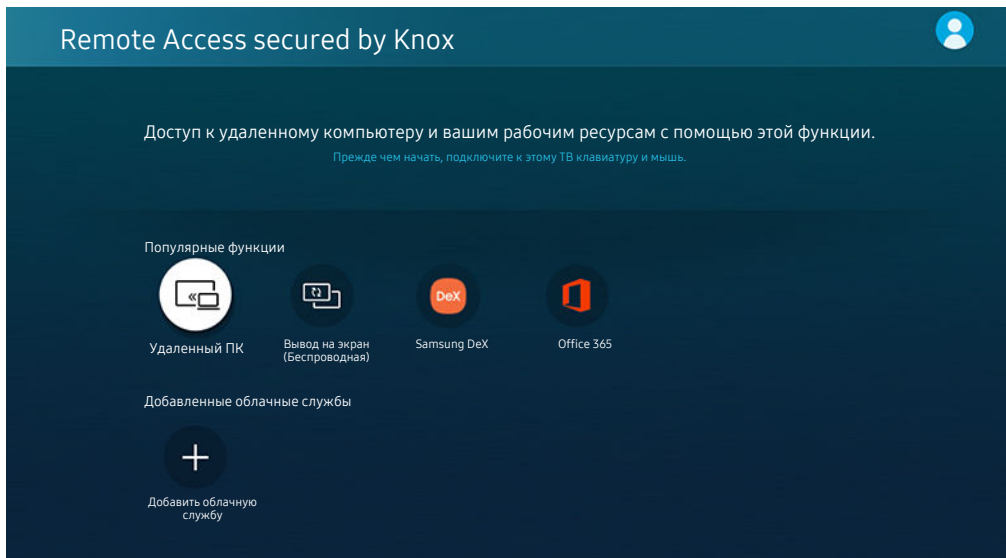 Remote Access secured by Knox
Доступ к удаленному компьютеру и вашим рабочим ресурсам с помощью этой функции.
Прежде чем начать, подключите к этому ТВ клавиатуру и мышь.
Популярные функции
DeX
Удаленный ПК
Вывод на экран
(Беспроводная)
Samsung DeX
Office 365
Добавленные облачные службы
Добавить облачную
службу